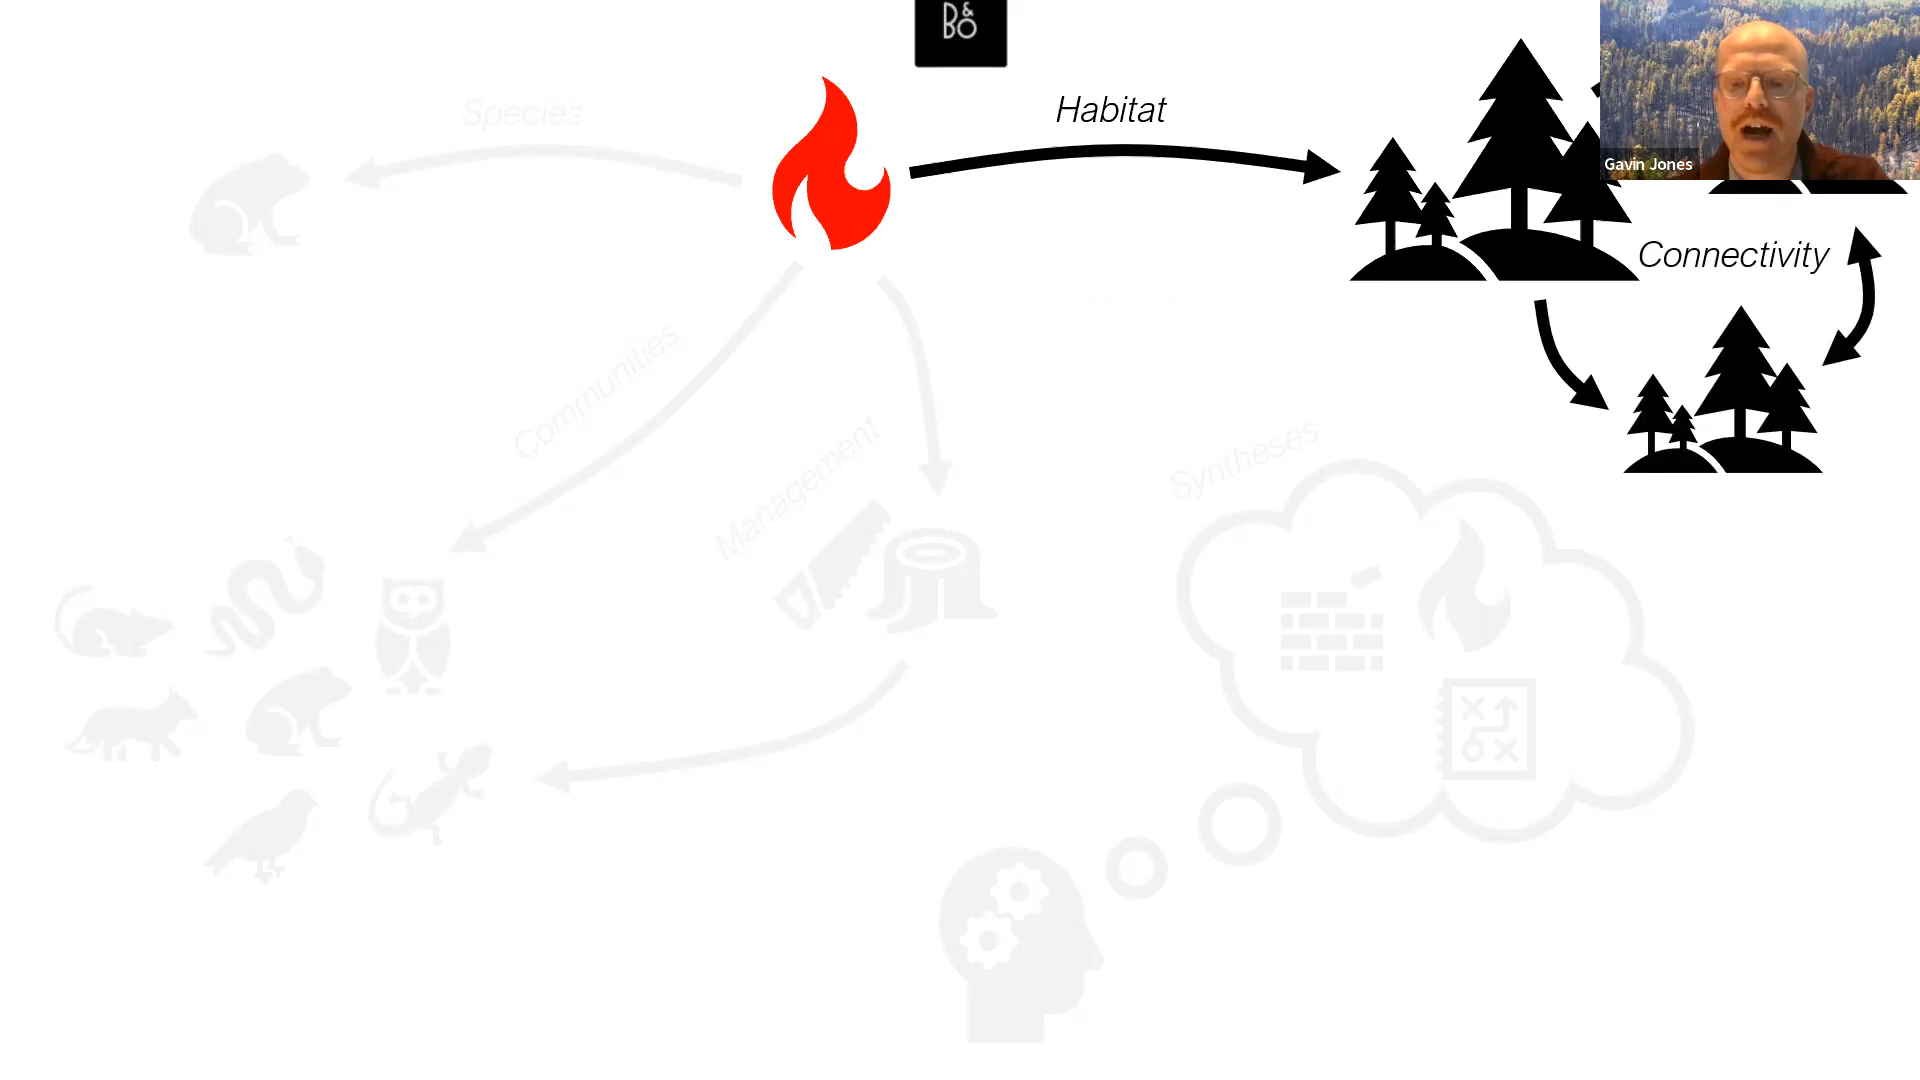 B&O
Species
Habitat
Gavin Jones
Connectivity
Communities
Management
Syntheses